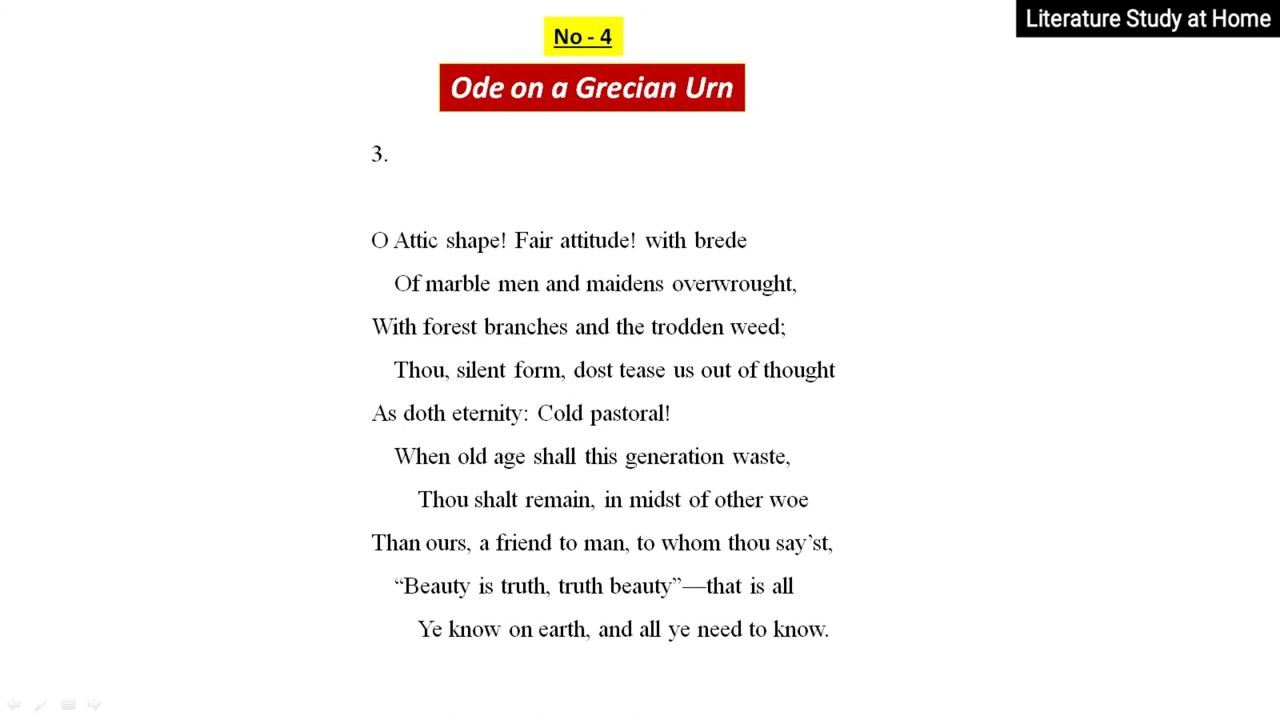 Literature Study at Home
No - 4
Ode on a Grecian Urn
3.
O Attic shape! Fair attitude! with brede
Of marble men and maidens overwrought,
With forest branches and the trodden weed;
Thou, silent form, dost tease us out of thought
As doth eternity: Cold pastoral!
When old age shall this generation waste,
Thou shalt remain, in midst of other woe
Than ours, a friend to man, to whom thou say’st,
“Beauty is truth, truth beauty”—that is all
Ye know on earth, and all ye need to know.